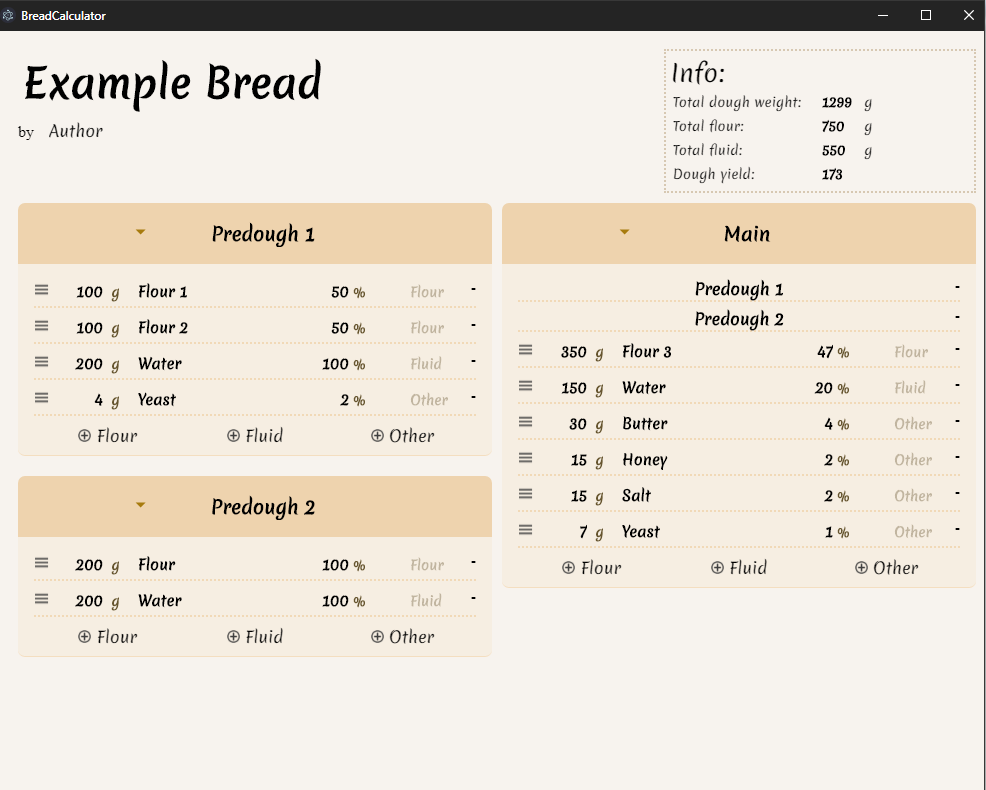 BreadCalculator
Example Bread
by Author
Info:
Total dough weight: 1299 g
Total flour: 750 g
Total fluid: 550 g
Dough yield: 173
Predough 1
100 g Flour 1 50 % Flour -
100 g Flour 2 50 % Flour -
200 g Water 100 % Fluid -
4 g Yeast 2 % Other -
⊕ Flour ⊕ Fluid ⊕ Other
Predough 2
200 g Flour 100 % Flour -
200 g Water 100 % Fluid -
⊕ Flour ⊕ Fluid ⊕ Other
Main
Predough 1 -
Predough 2 -
350 g Flour 3 47 % Flour -
150 g Water 20 % Fluid -
30 g Butter 4 % Other -
15 g Honey 2 % Other -
15 g Salt 2 % Other -
7 g Yeast 1 % Other -
⊕ Flour ⊕ Fluid ⊕ Other